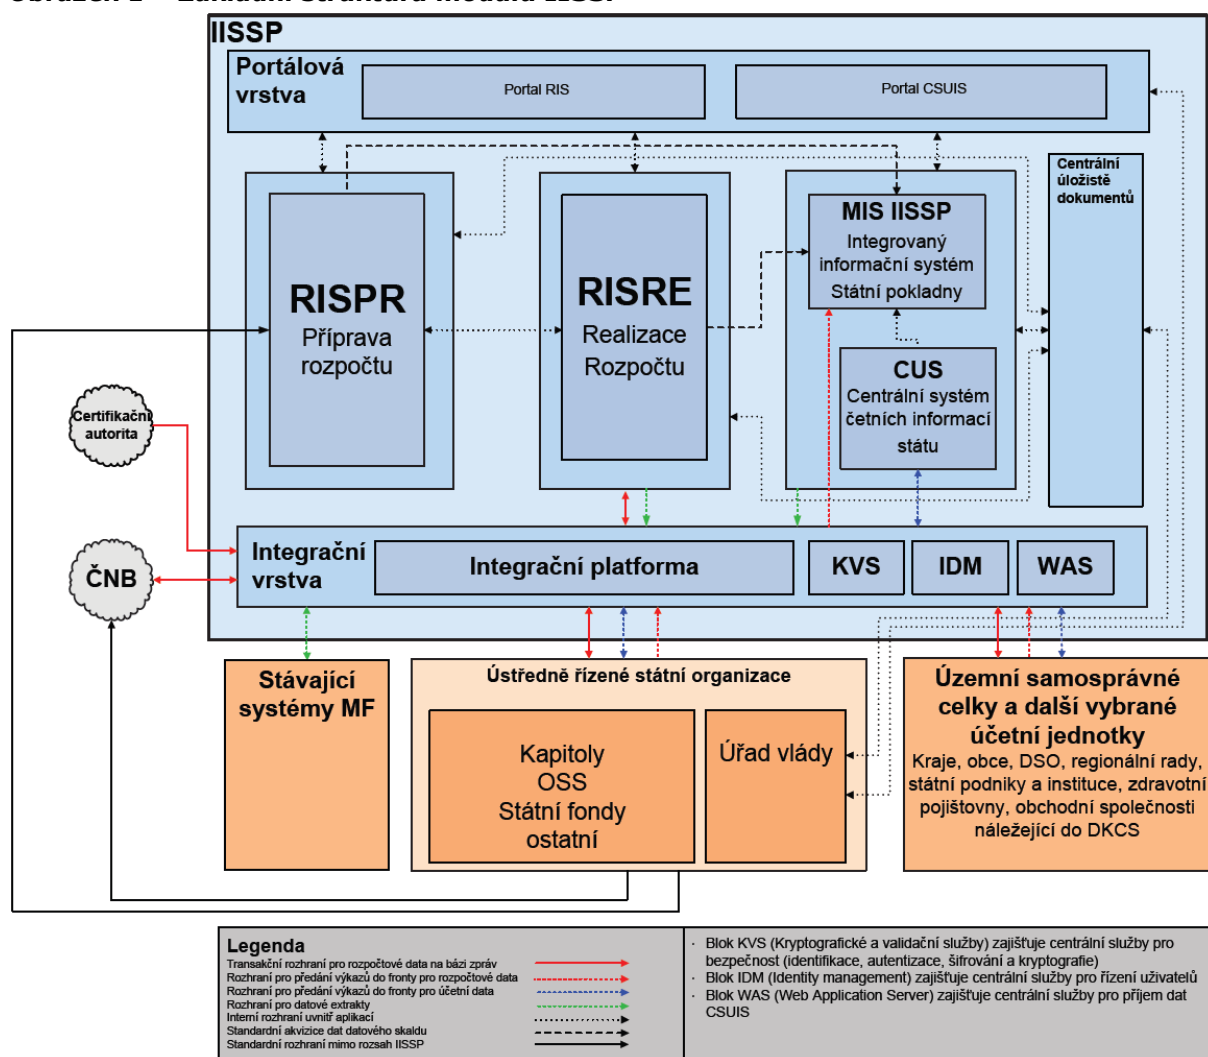 IISSP
Portálová
vrstva
Portal RIS
Portal CSUIS
Centrální
úložistě
dokumentů
MIS IISSP
Integrovaný
informační systém
Státní pokladny
RISPR
Příprava
rozpočtu
RISRE
Realizace
Rozpočtu
CUS
Centrální systém
četních informací
státu
Certifikační
autorita
ČNB
Integrační
vrstva
Integrační platforma
KVS
IDM
WAS
Stávající
systémy MF
Ústředně řízené státní organizace
Kapitoly
OSS
Státní fondy
ostatní
Úřad vlády
Územní samosprávné
celky a další vybrané
účetní jednotky
Kraje, obce, DSO, regionální rady,
státní podniky a instituce, zdravotní
pojištovny, obchodní společnosti
náležející do DKCS
Legenda
Transakční rozhraní pro rozpočtové data na bázi zpráv
Rozhraní pro předání výkazů do fronty pro rozpočtové data
Rozhraní pro předání výkazů do fronty pro účetní data
Rozhraní pro datové extrakty
Interní rozhraní uvnitř aplikací
Standardní akvizice dat datového skaldu
Standardní rozhraní mimo rozsah IISSP
· Blok KVS (Kryptografické a validační služby) zajišťuje centrální služby pro
bezpečnost (identifikace, autentizace, šifrování a kryptografie)
· Blok IDM (Identity management) zajišťuje centrální služby pro řízení uživatelů
· Blok WAS (Web Application Server) zajišťuje centrální služby pro příjem dat
CSUIS